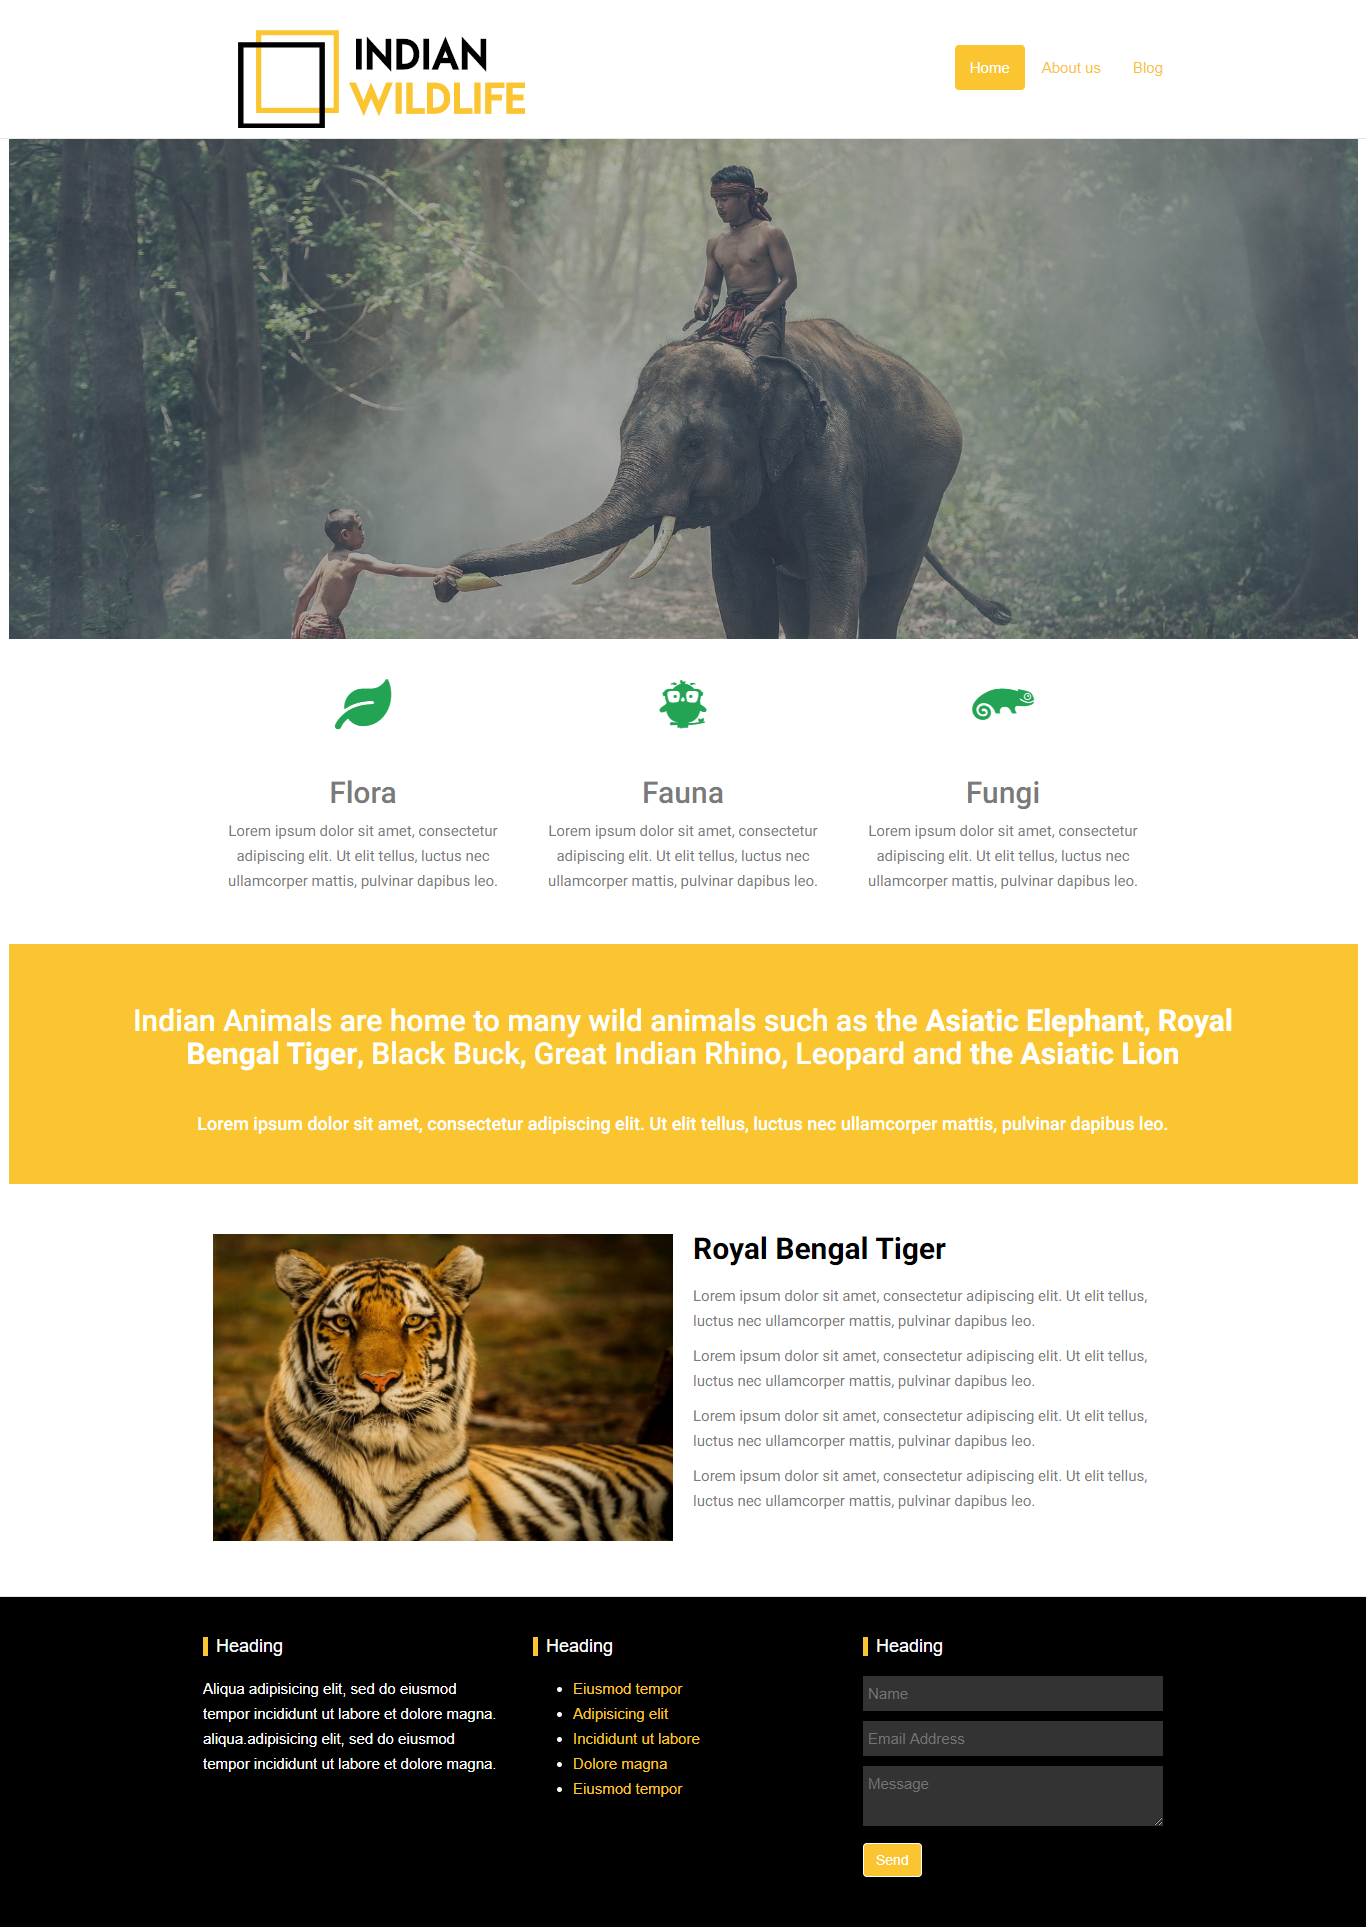 INDIAN
WILDLIFE
Home About us Blog
Flora
Lorem ipsum dolor sit amet, consectetur
adipiscing elit. Ut elit tellus, luctus nec
ullamcorper mattis, pulvinar dapibus leo.
Fauna
Lorem ipsum dolor sit amet, consectetur
adipiscing elit. Ut elit tellus, luctus nec
ullamcorper mattis, pulvinar dapibus leo.
Fungi
Lorem ipsum dolor sit amet, consectetur
adipiscing elit. Ut elit tellus, luctus nec
ullamcorper mattis, pulvinar dapibus leo.
Indian Animals are home to many wild animals such as the Asiatic Elephant, Royal
Bengal Tiger, Black Buck, Great Indian Rhino, Leopard and the Asiatic Lion
Lorem ipsum dolor sit amet, consectetur adipiscing elit. Ut elit tellus, luctus nec ullamcorper mattis, pulvinar dapibus leo.
Royal Bengal Tiger
Lorem ipsum dolor sit amet, consectetur adipiscing elit. Ut elit tellus,
luctus nec ullamcorper mattis, pulvinar dapibus leo.
Lorem ipsum dolor sit amet, consectetur adipiscing elit. Ut elit tellus,
luctus nec ullamcorper mattis, pulvinar dapibus leo.
Lorem ipsum dolor sit amet, consectetur adipiscing elit. Ut elit tellus,
luctus nec ullamcorper mattis, pulvinar dapibus leo.
Lorem ipsum dolor sit amet, consectetur adipiscing elit. Ut elit tellus,
luctus nec ullamcorper mattis, pulvinar dapibus leo.
Heading
Aliqua adipisicing elit, sed do eiusmod
tempor incididunt ut labore et dolore magna.
aliqua.adipisicing elit, sed do eiusmod
tempor incididunt ut labore et dolore magna.
Heading
Eiusmod tempor
Adipisicing elit
Incididunt ut labore
Dolore magna
Eiusmod tempor
Heading
Name
Email Address
Message
Send